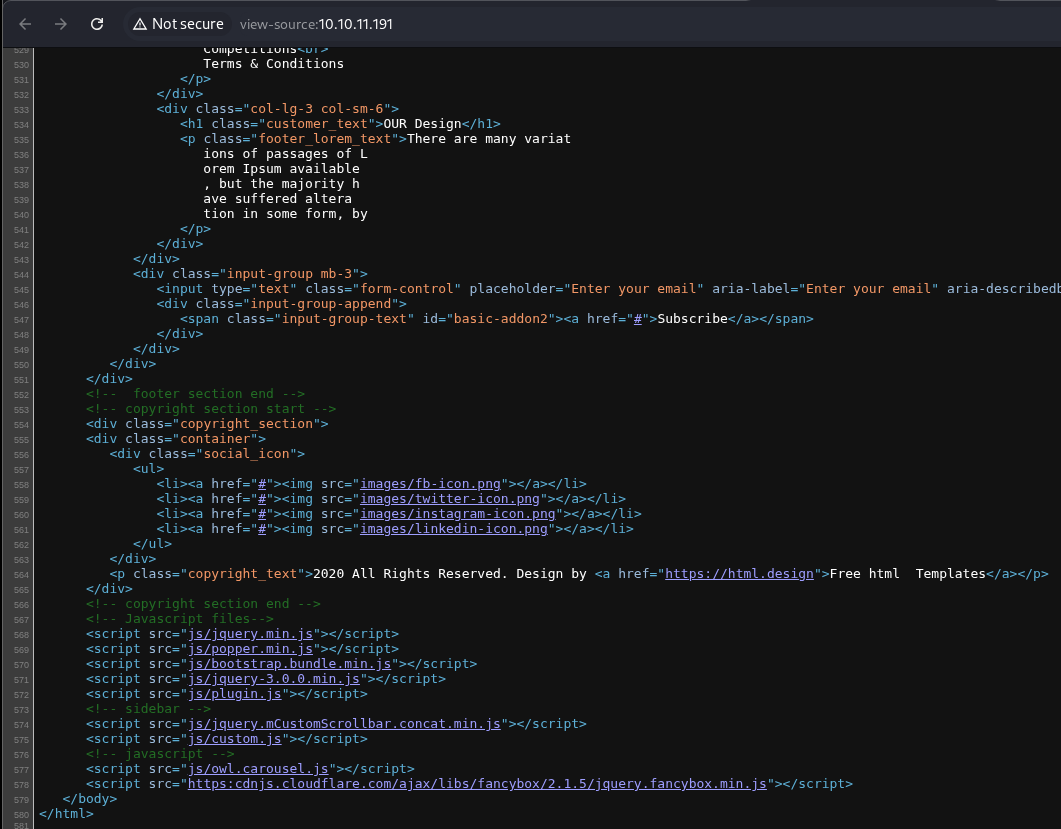 Not secure view-source:10.10.11.191
529 Competitions<br>
530 Terms & Conditions
531 </p>
532 </div>
533 <div class="col-lg-3 col-sm-6">
534 <h1 class="customer_text">OUR Design</h1>
535 <p class="footer_lorem_text">There are many variat
536 ions of passages of L
537 orem Ipsum available
538 , but the majority h
539 ave suffered altera
540 tion in some form, by
541 </p>
542 </div>
543 </div>
544 <div class="input-group mb-3">
545 <input type="text" class="form-control" placeholder="Enter your email" aria-label="Enter your email" aria-describedb
546 <div class="input-group-append">
547 <span class="input-group-text" id="basic-addon2"><a href="#">Subscribe</a></span>
548 </div>
549 </div>
550 </div>
551 </div>
552 <!--  footer section end -->
553 <!-- copyright section start -->
554 <div class="copyright_section">
555 <div class="container">
556 <div class="social_icon">
557 <ul>
558 <li><a href="#"><img src="images/fb-icon.png"></a></li>
559 <li><a href="#"><img src="images/twitter-icon.png"></a></li>
560 <li><a href="#"><img src="images/instagram-icon.png"></a></li>
561 <li><a href="#"><img src="images/linkedin-icon.png"></a></li>
562 </ul>
563 </div>
564 <p class="copyright_text">2020 All Rights Reserved. Design by <a href="https://html.design">Free html  Templates</a></p>
565 </div>
566 <!-- copyright section end -->
567 <!-- Javascript files-->
568 <script src="js/jquery.min.js"></script>
569 <script src="js/popper.min.js"></script>
570 <script src="js/bootstrap.bundle.min.js"></script>
571 <script src="js/jquery-3.0.0.min.js"></script>
572 <script src="js/plugin.js"></script>
573 <!-- sidebar -->
574 <script src="js/jquery.mCustomScrollbar.concat.min.js"></script>
575 <script src="js/custom.js"></script>
576 <!-- javascript -->
577 <script src="js/owl.carousel.js"></script>
578 <script src="https:cdnjs.cloudflare.com/ajax/libs/fancybox/2.1.5/jquery.fancybox.min.js"></script>
579 </body>
580 </html>
581